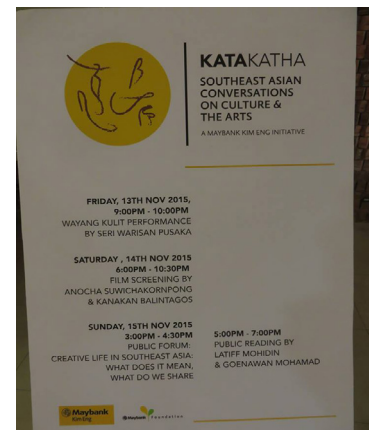 KATAKATHA
SOUTHEAST ASIAN
CONVERSATIONS
ON CULTURE &
THE ARTS
A MAYBANK KIM ENG INITIATIVE
FRIDAY, 13TH NOV 2015,
9:00PM - 10:00PM
WAYANG KULIT PERFORMANCE
BY SERI WARISAN PUSAKA
SATURDAY , 14TH NOV 2015
6:00PM - 10:30PM
FILM SCREENING BY
ANOCHA SUWICHAKORNPONG
& KANAKAN BALINTAGOS
SUNDAY, 15TH NOV 2015
3:00PM - 4:30PM
PUBLIC FORUM:
CREATIVE LIFE IN SOUTHEAST ASIA:
WHAT DOES IT MEAN,
WHAT DO WE SHARE
5:00PM - 7:00PM
PUBLIC READING BY
LATIFF MOHIDIN
& GOENAWAN MOHAMAD
Maybank
Kim Eng
Maybank Foundation